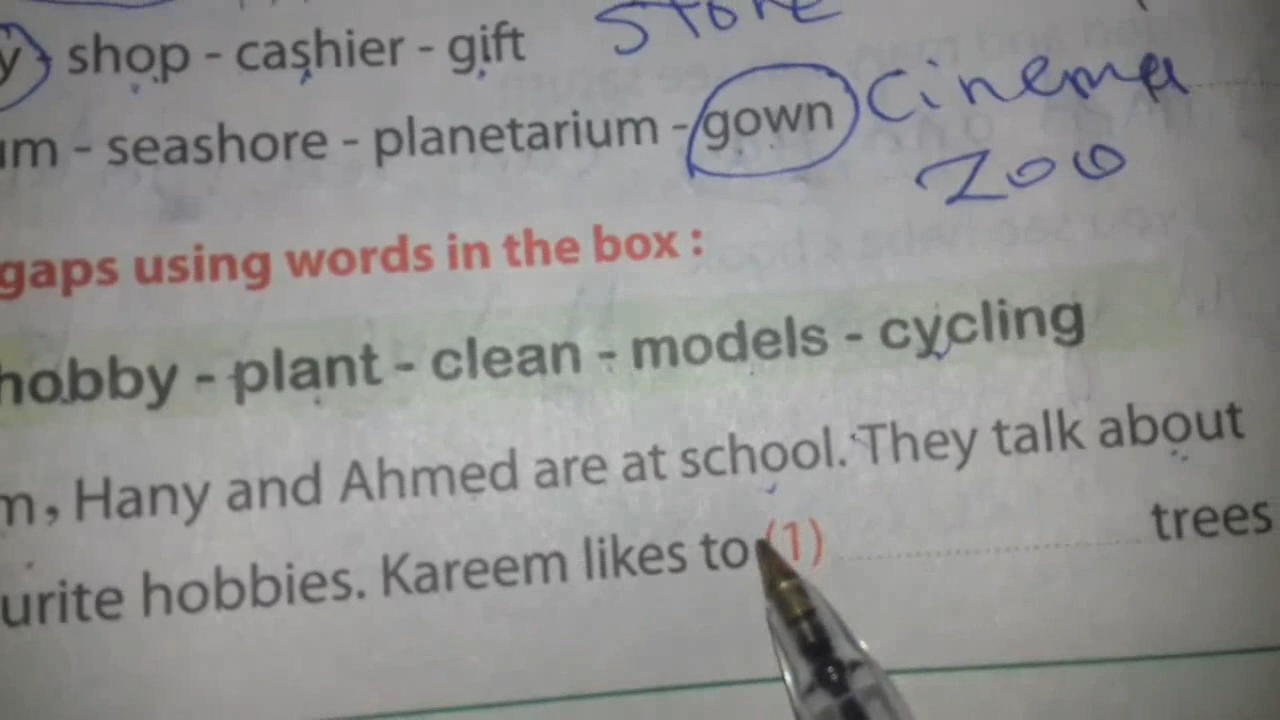 shop - cashier - gift store
- seashore - planetarium - gown cinema
zoo
gaps using words in the box :
hobby - plant - clean - models - cycling
, Hany and Ahmed are at school. They talk about
hobbies. Kareem likes to (1) trees